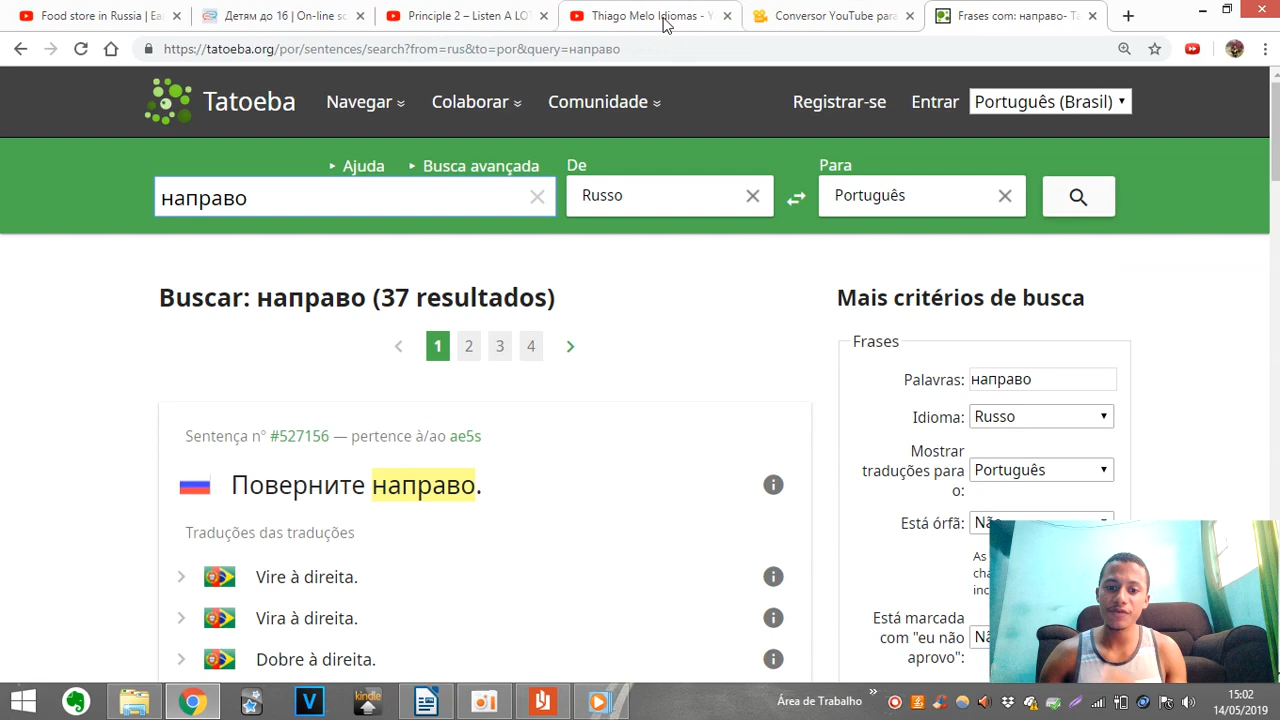 Food store in Russia | Ea
Детям до 16 | On-line sc
Principle 2 – Listen A LOT
Thiago Melo Idiomas - Y
Conversor YouTube para
Frases com: направо- Ta
https://tatoeba.org/por/sentences/search?from=rus&to=por&query=направо
Tatoeba
Navegar
Colaborar
Comunidade
Registrar-se
Entrar
Português (Brasil)
Ajuda
Busca avançada
De
Para
направо
Russo
Português
Buscar: направо (37 resultados)
Mais critérios de busca
1 2 3 4
Frases
Palavras: направо
Idioma: Russo
Mostrar
traduções para
o:
Português
Está órfã:
Sentença nº #527156 — pertence à/ao ae5s
Поверните направо.
Traduções das traduções
Vire à direita.
Vira à direita.
Dobre à direita.
As
Está marcada
com "eu não
aprovo":
kindle
Área de Trabalho
15:02
14/05/2019